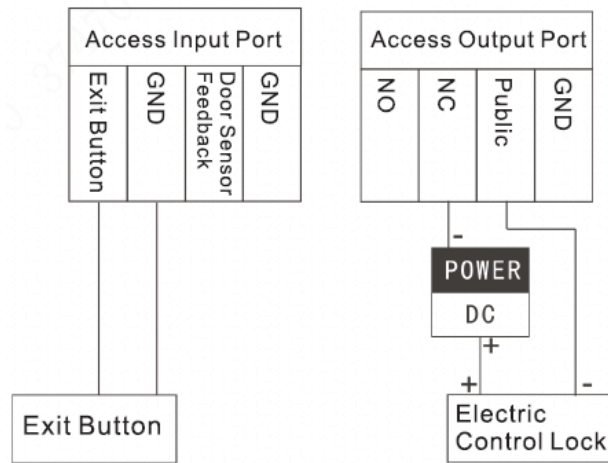 Access Input Port
Exit Button
GND
Door Sensor
Feedback
GND
Exit Button
Access Output Port
NO
NC
Public
GND
-
POWER
DC
+
+
-
Electric
Control Lock